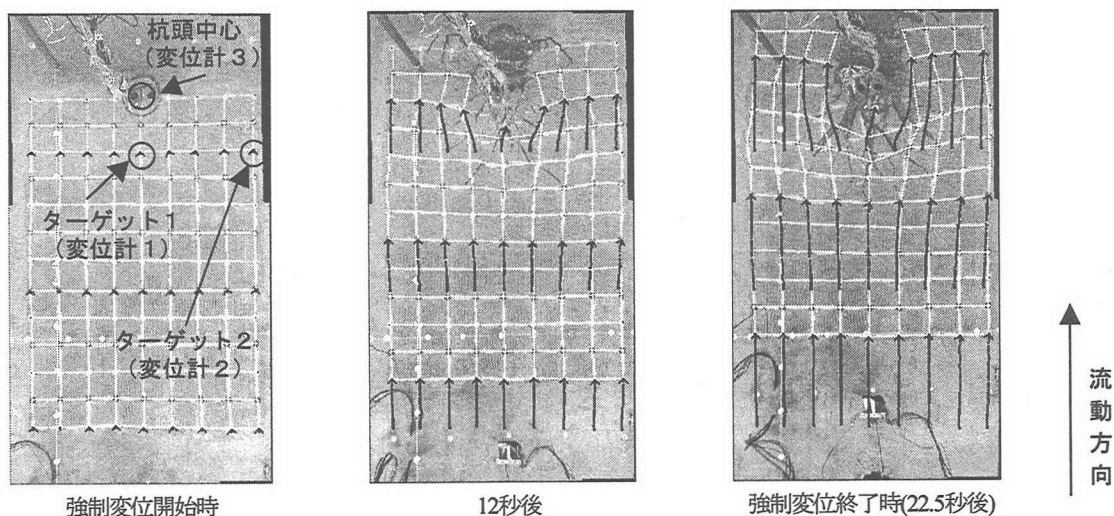 杭頭中心
(変位計3)
ターゲット1
(変位計1)
ターゲット2
(変位計2)
強制変位開始時
12秒後
強制変位終了時(22.5秒後)
流動方向